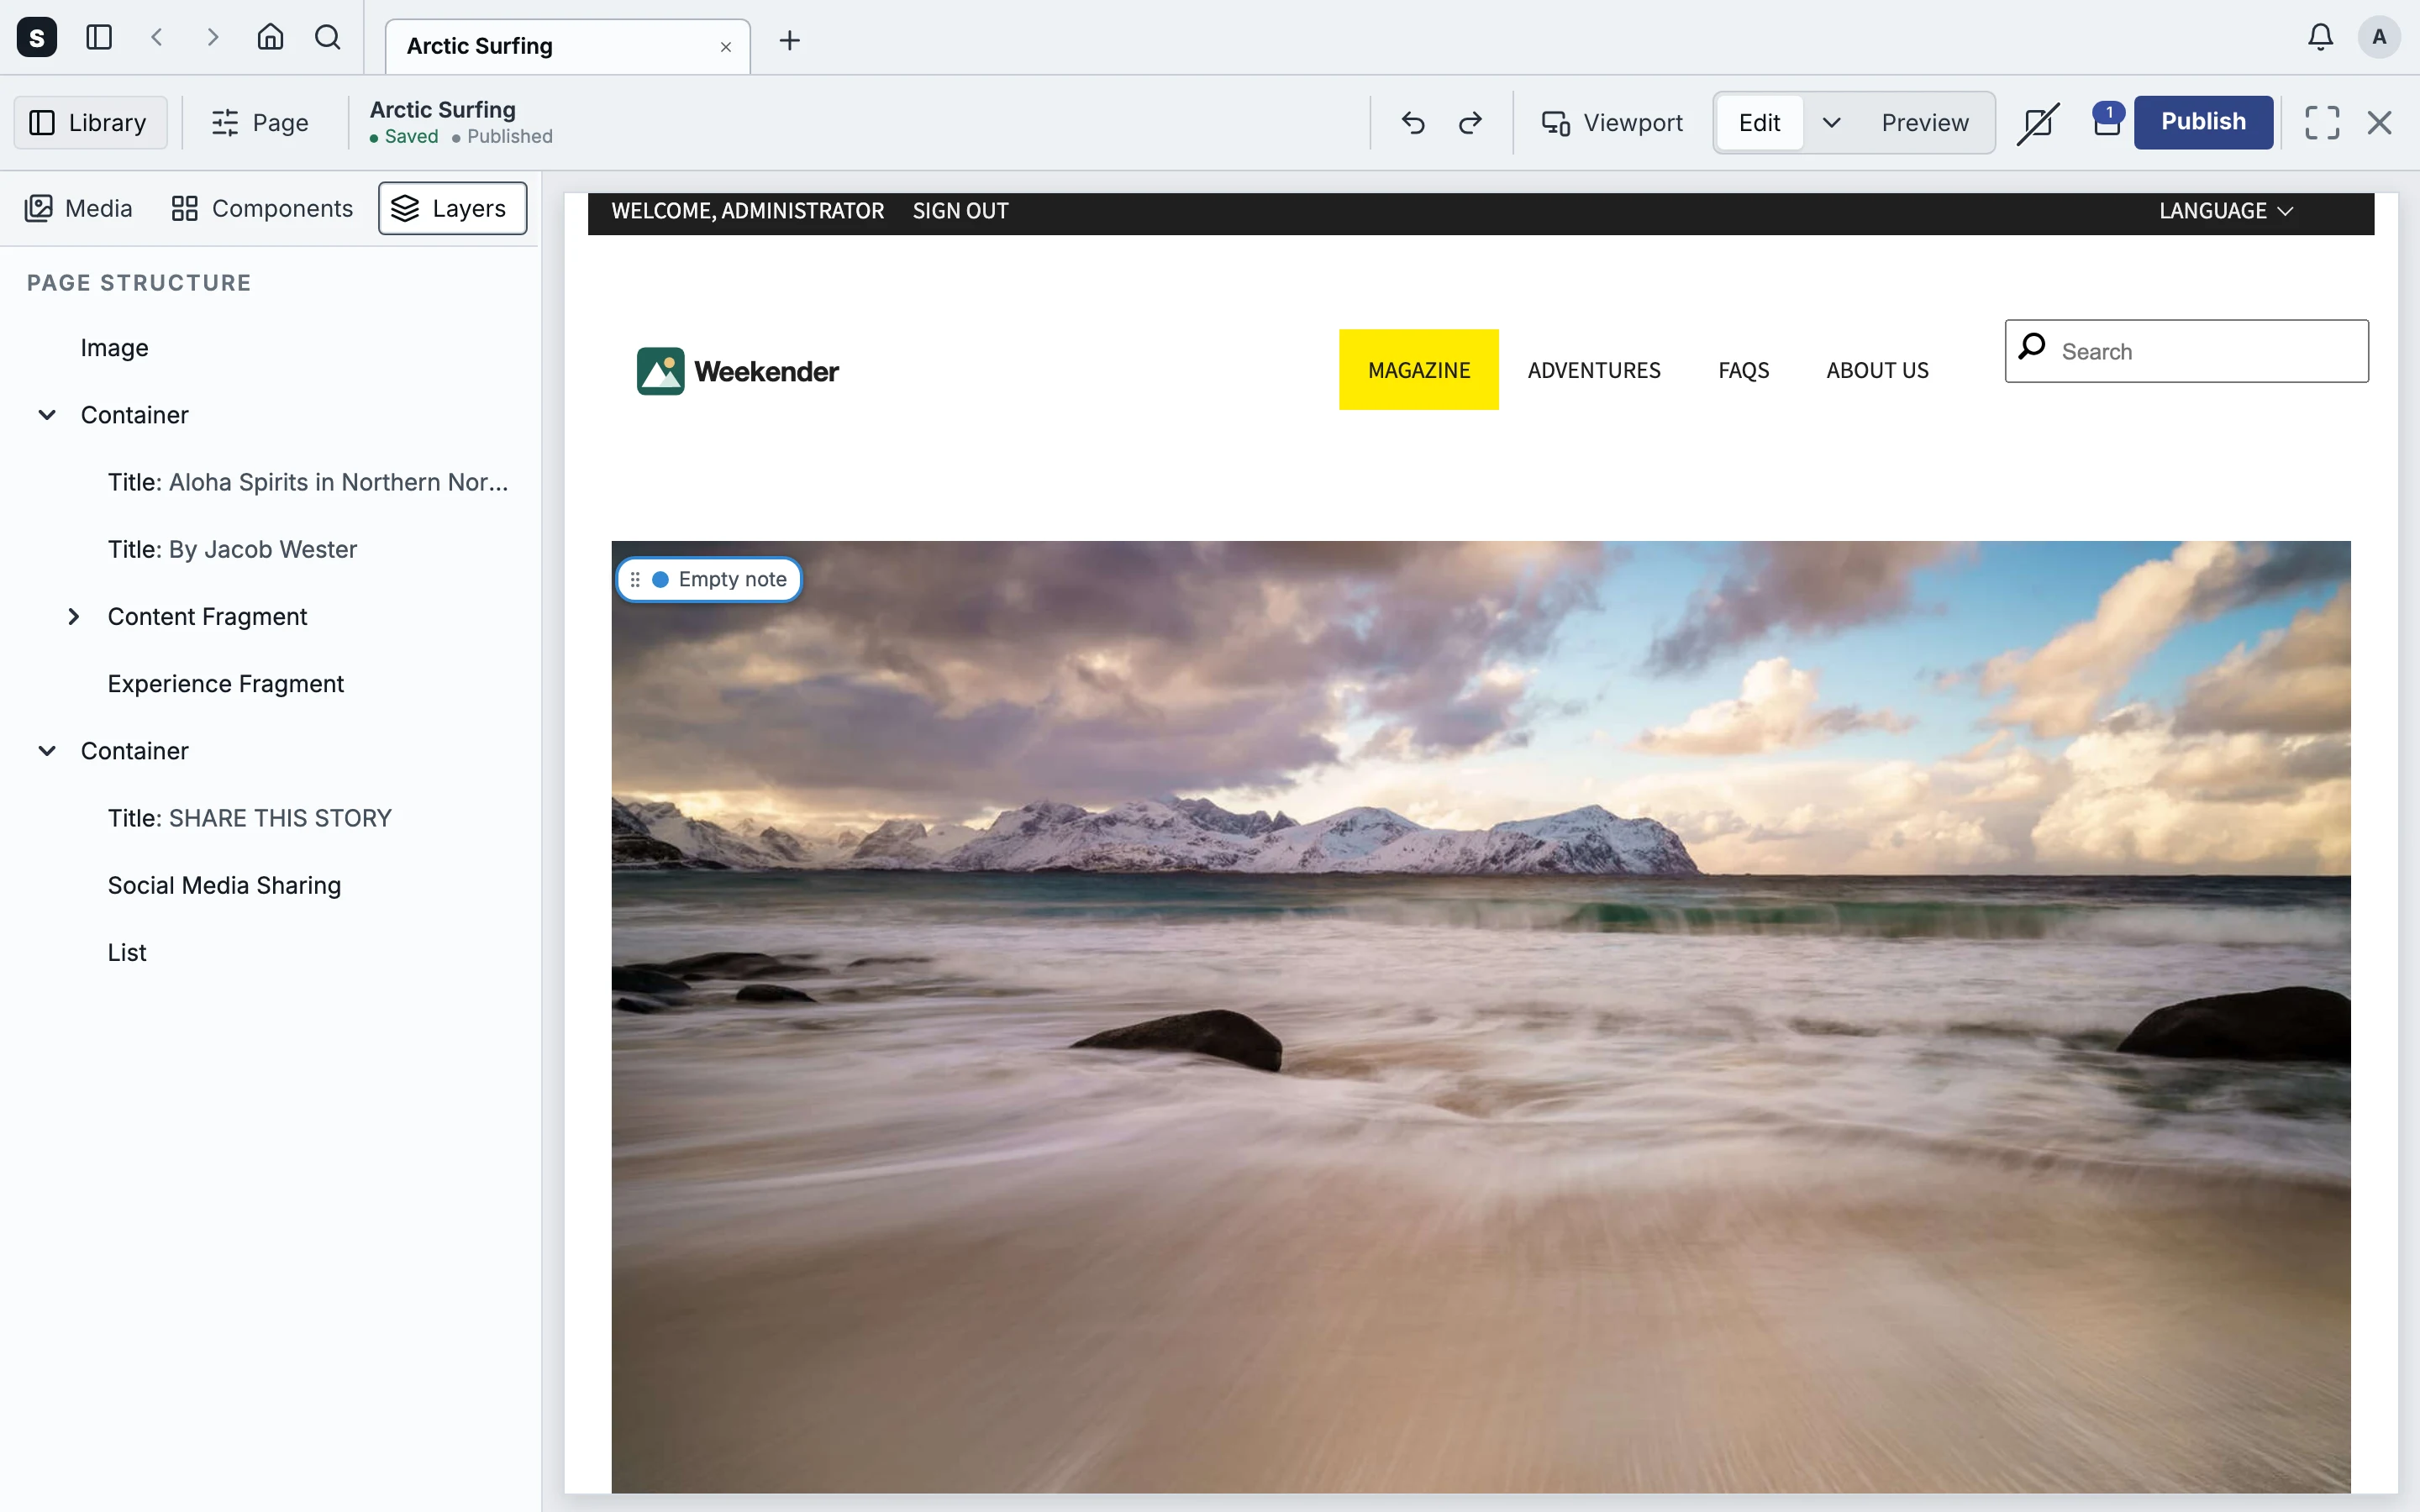 S
Arctic Surfing
A
Library
Page
Arctic Surfing
Saved
Published
Viewport
Edit
Preview
1
Publish
Media
Components
Layers
PAGE STRUCTURE
Image
Container
Title: Aloha Spirits in Northern Nor...
Title: By Jacob Wester
Content Fragment
Experience Fragment
Container
Title: SHARE THIS STORY
Social Media Sharing
List
WELCOME, ADMINISTRATOR
SIGN OUT
LANGUAGE
Weekender
MAGAZINE
ADVENTURES
FAQS
ABOUT US
Search
Empty note